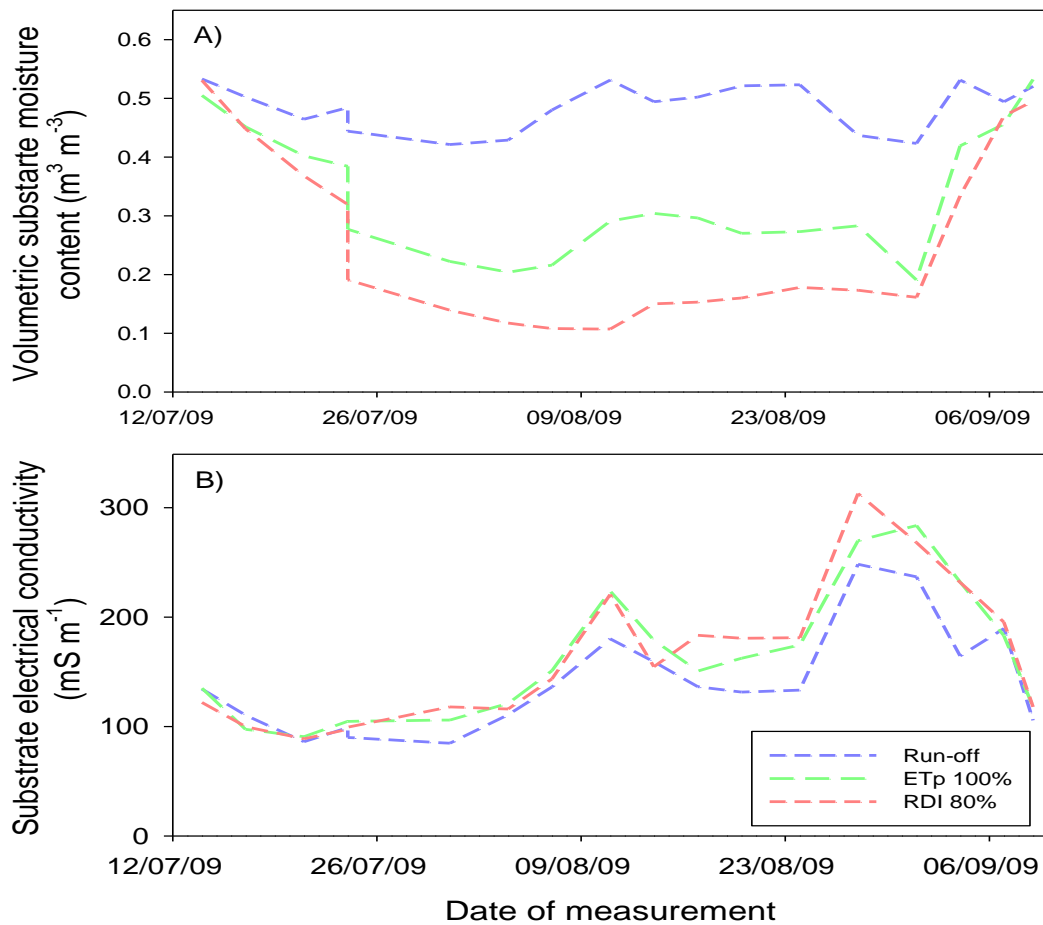 A)
Volumetric substarte moisture
content (m³ m⁻³)
0.6
0.5
0.4
0.3
0.2
0.1
0.0
12/07/09 26/07/09 09/08/09 23/08/09 06/09/09
B)
Substrate electrical conductivity
(mS m⁻¹)
300
200
100
0
Run-off
ETp 100%
RDI 80%
12/07/09 26/07/09 09/08/09 23/08/09 06/09/09
Date of measurement